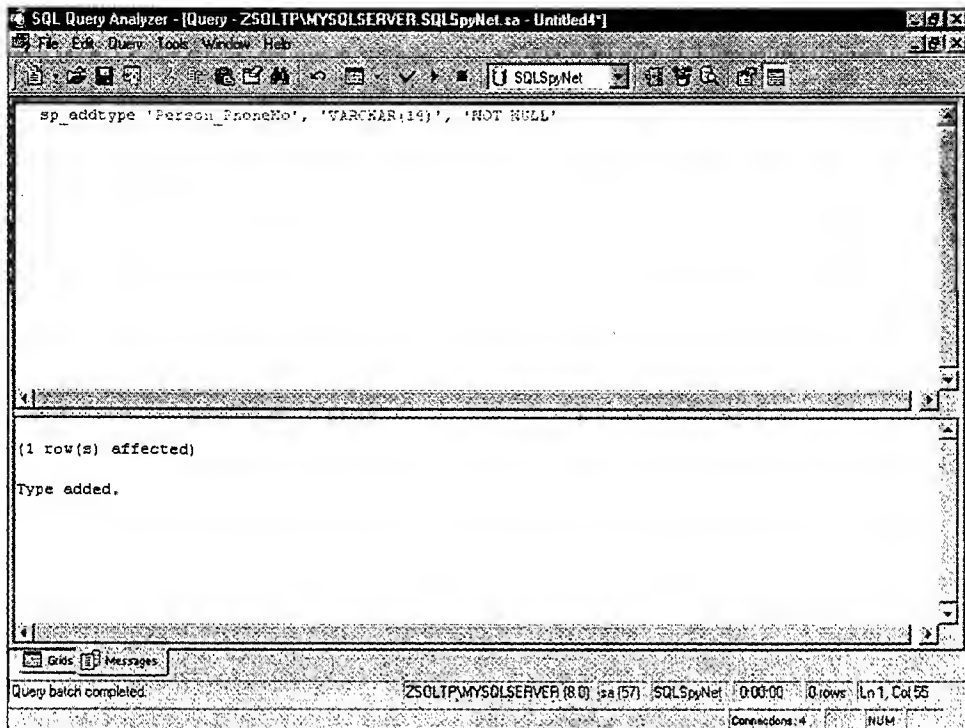 SQL Query Analyzer - [Query - ZSQLTP\MYSQLSERVER.SQLSpyNet.sa - Untitled4*]
File Edit Query Tools Window Help
SQLSpyNet
sp_addtype 'Person_PhoneNo', 'VARCHAR(14)', 'NOT NULL'
(1 row(s) affected)
Type added.
Grids Messages
Query batch completed. ZSQLTP\MYSQLSERVER (8.0) sa (57) SQLSpyNet 0:00:00 0 rows Ln 1, Col 55
Connections: 4 NUM